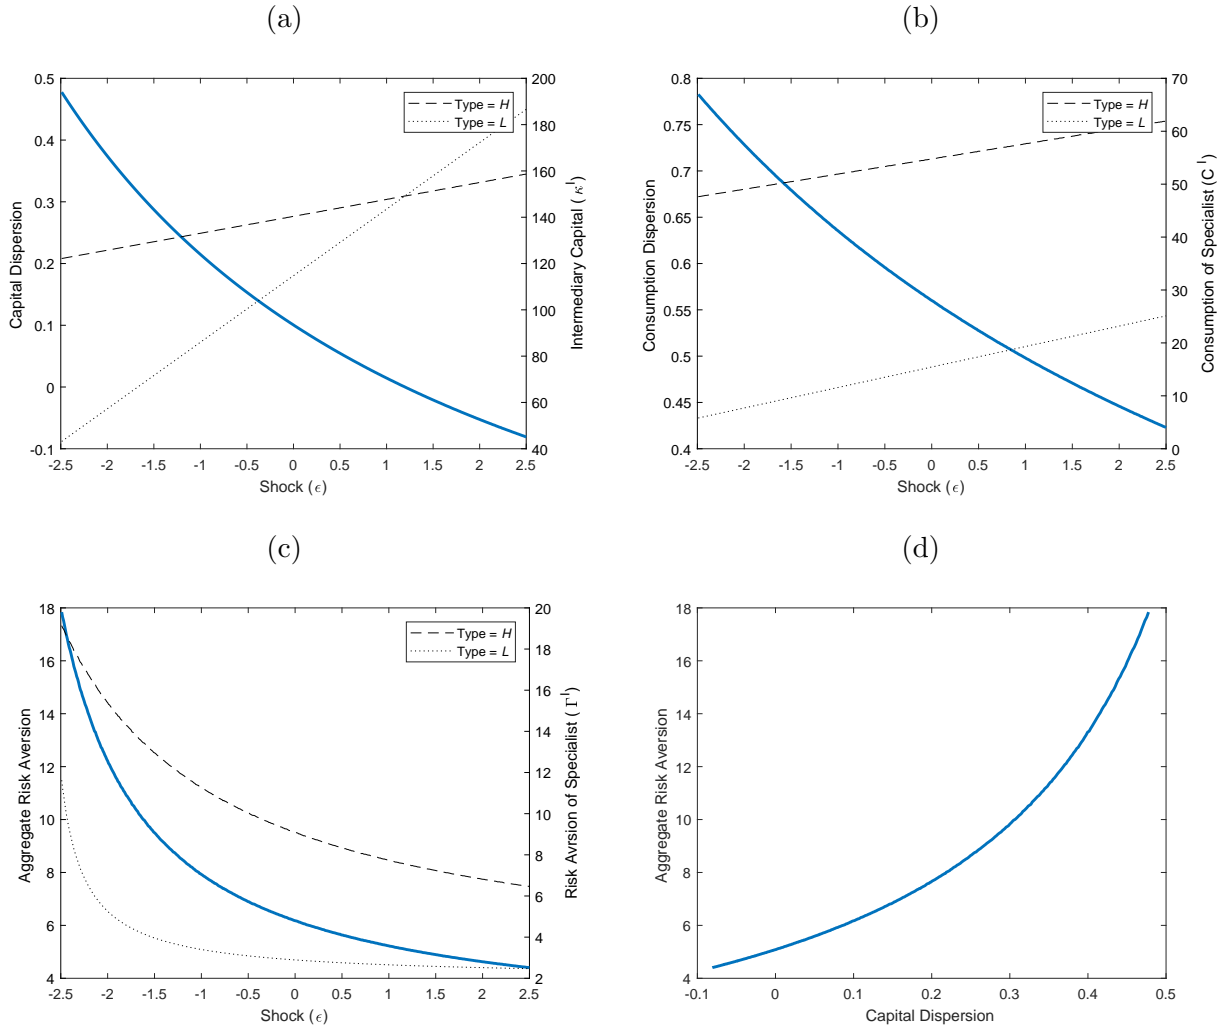 (a)
Type = H
Type = L
Capital Dispersion
0.5
0.4
0.3
0.2
0.1
0
-0.1
200
180
160
140
120
100
80
60
40
Intermediary Capital ( κ^I )
-2.5 -2 -1.5 -1 -0.5 0 0.5 1 1.5 2 2.5
Shock (ϵ)
(b)
Type = H
Type = L
Consumption Dispersion
0.8
0.75
0.7
0.65
0.6
0.55
0.5
0.45
0.4
70
60
50
40
30
20
10
0
Consumption of Specialist (C^I)
-2.5 -2 -1.5 -1 -0.5 0 0.5 1 1.5 2 2.5
Shock (ϵ)
(c)
Type = H
Type = L
Aggregate Risk Aversion
18
16
14
12
10
8
6
4
20
18
16
14
12
10
8
6
4
2
Risk Avrsion of Specialist ( Γ^I )
-2.5 -2 -1.5 -1 -0.5 0 0.5 1 1.5 2 2.5
Shock (ϵ)
(d)
Aggregate Risk Aversion
18
16
14
12
10
8
6
4
-0.1 0 0.1 0.2 0.3 0.4 0.5
Capital Dispersion